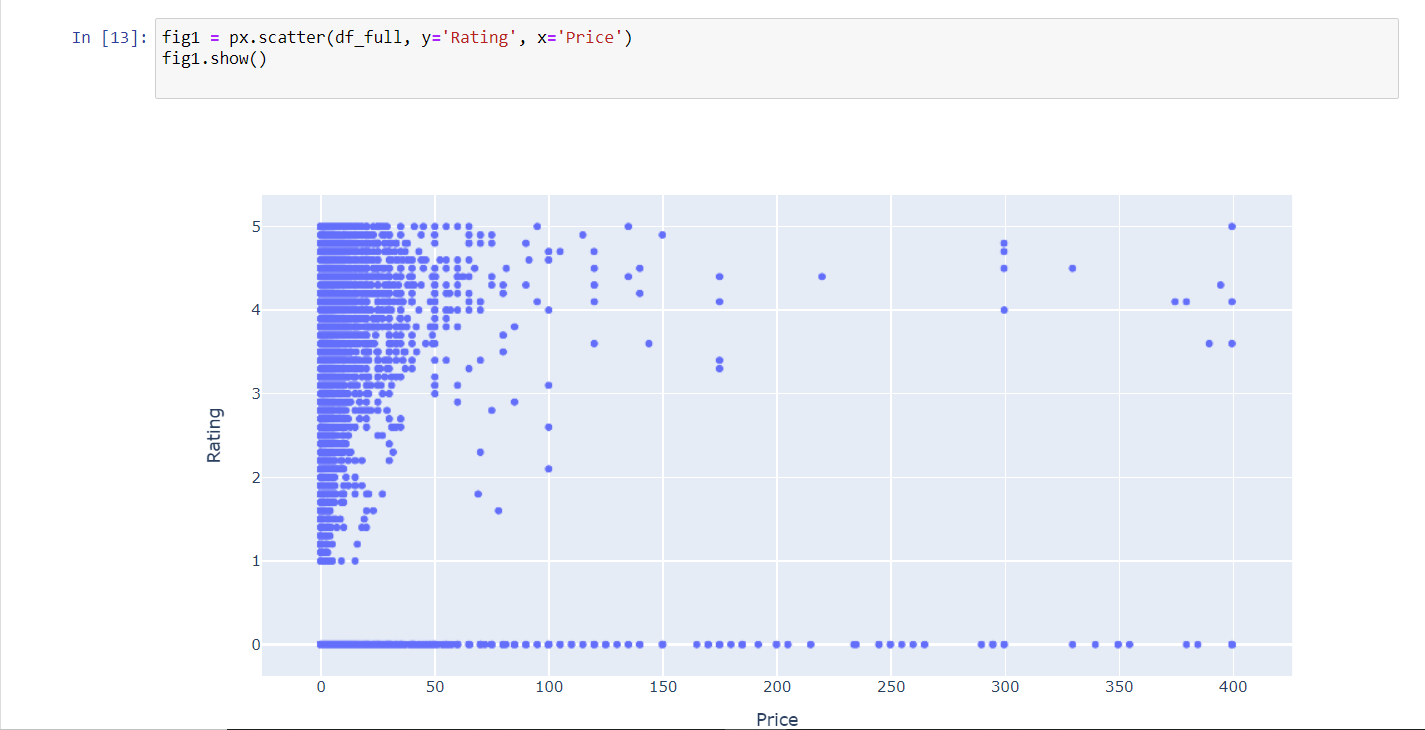 In [13]: fig1 = px.scatter(df_full, y='Rating', x='Price')
fig1.show()
5
4
3
2
1
0
Rating
0 50 100 150 200 250 300 350 400
Price